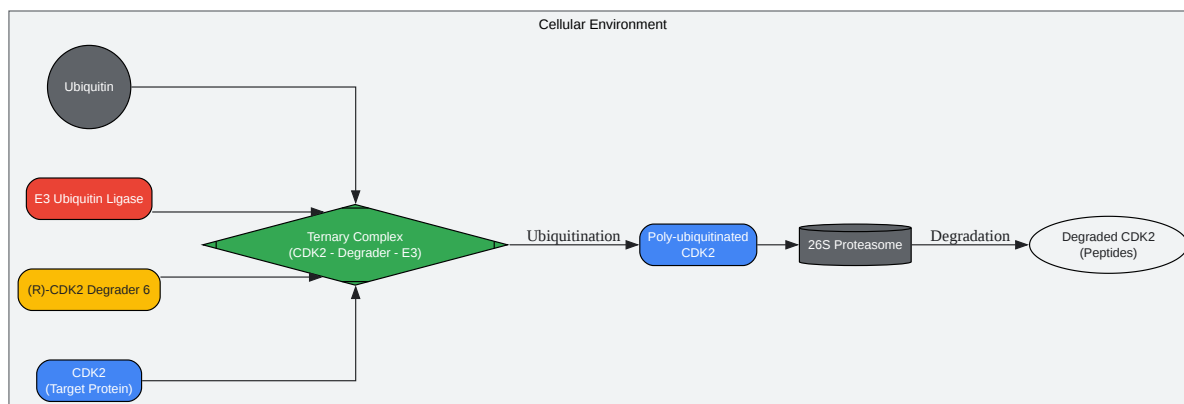 Cellular Environment
Ubiquitin
E3 Ubiquitin Ligase
(R)-CDK2 Degrader 6
CDK2
(Target Protein)
Ternary Complex
(CDK2 - Degrader - E3)
Ubiquitination
Poly-ubiquitinated
CDK2
26S Proteasome
Degradation
Degraded CDK2
(Peptides)